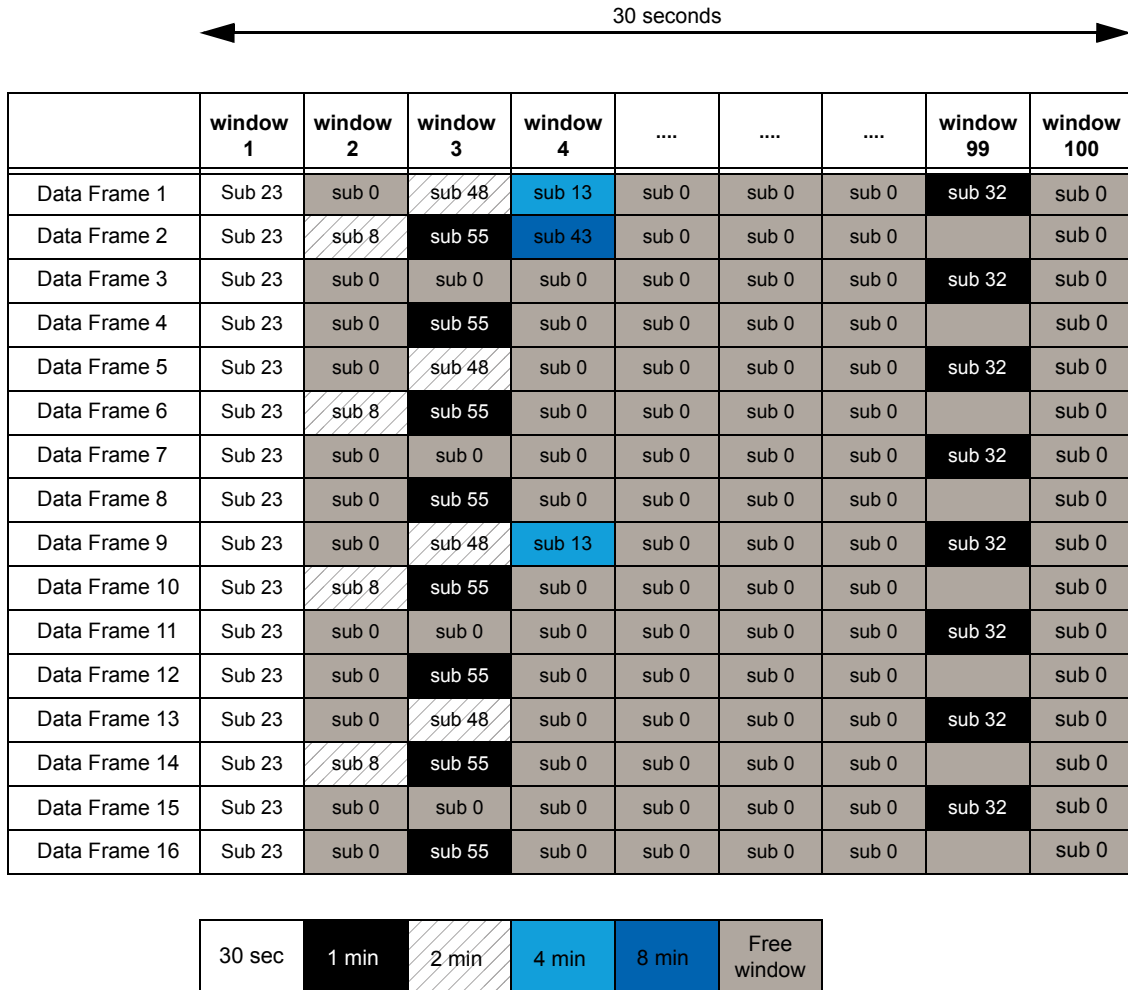 30 seconds
window 1 window 2 window 3 window 4 .... .... .... window 99 window 100
Data Frame 1 Sub 23 sub 0 sub 48 sub 13 sub 0 sub 0 sub 0 sub 32 sub 0
Data Frame 2 Sub 23 sub 8 sub 55 sub 43 sub 0 sub 0 sub 0 sub 0
Data Frame 3 Sub 23 sub 0 sub 0 sub 0 sub 0 sub 0 sub 0 sub 32 sub 0
Data Frame 4 Sub 23 sub 0 sub 55 sub 0 sub 0 sub 0 sub 0 sub 0
Data Frame 5 Sub 23 sub 0 sub 48 sub 0 sub 0 sub 0 sub 0 sub 32 sub 0
Data Frame 6 Sub 23 sub 8 sub 55 sub 0 sub 0 sub 0 sub 0 sub 0
Data Frame 7 Sub 23 sub 0 sub 0 sub 0 sub 0 sub 0 sub 0 sub 32 sub 0
Data Frame 8 Sub 23 sub 0 sub 55 sub 0 sub 0 sub 0 sub 0 sub 0
Data Frame 9 Sub 23 sub 0 sub 48 sub 13 sub 0 sub 0 sub 0 sub 32 sub 0
Data Frame 10 Sub 23 sub 8 sub 55 sub 0 sub 0 sub 0 sub 0 sub 0
Data Frame 11 Sub 23 sub 0 sub 0 sub 0 sub 0 sub 0 sub 0 sub 32 sub 0
Data Frame 12 Sub 23 sub 0 sub 55 sub 0 sub 0 sub 0 sub 0 sub 0
Data Frame 13 Sub 23 sub 0 sub 48 sub 0 sub 0 sub 0 sub 0 sub 32 sub 0
Data Frame 14 Sub 23 sub 8 sub 55 sub 0 sub 0 sub 0 sub 0 sub 0
Data Frame 15 Sub 23 sub 0 sub 0 sub 0 sub 0 sub 0 sub 0 sub 32 sub 0
Data Frame 16 Sub 23 sub 0 sub 55 sub 0 sub 0 sub 0 sub 0 sub 0
30 sec 1 min 2 min 4 min 8 min Free window